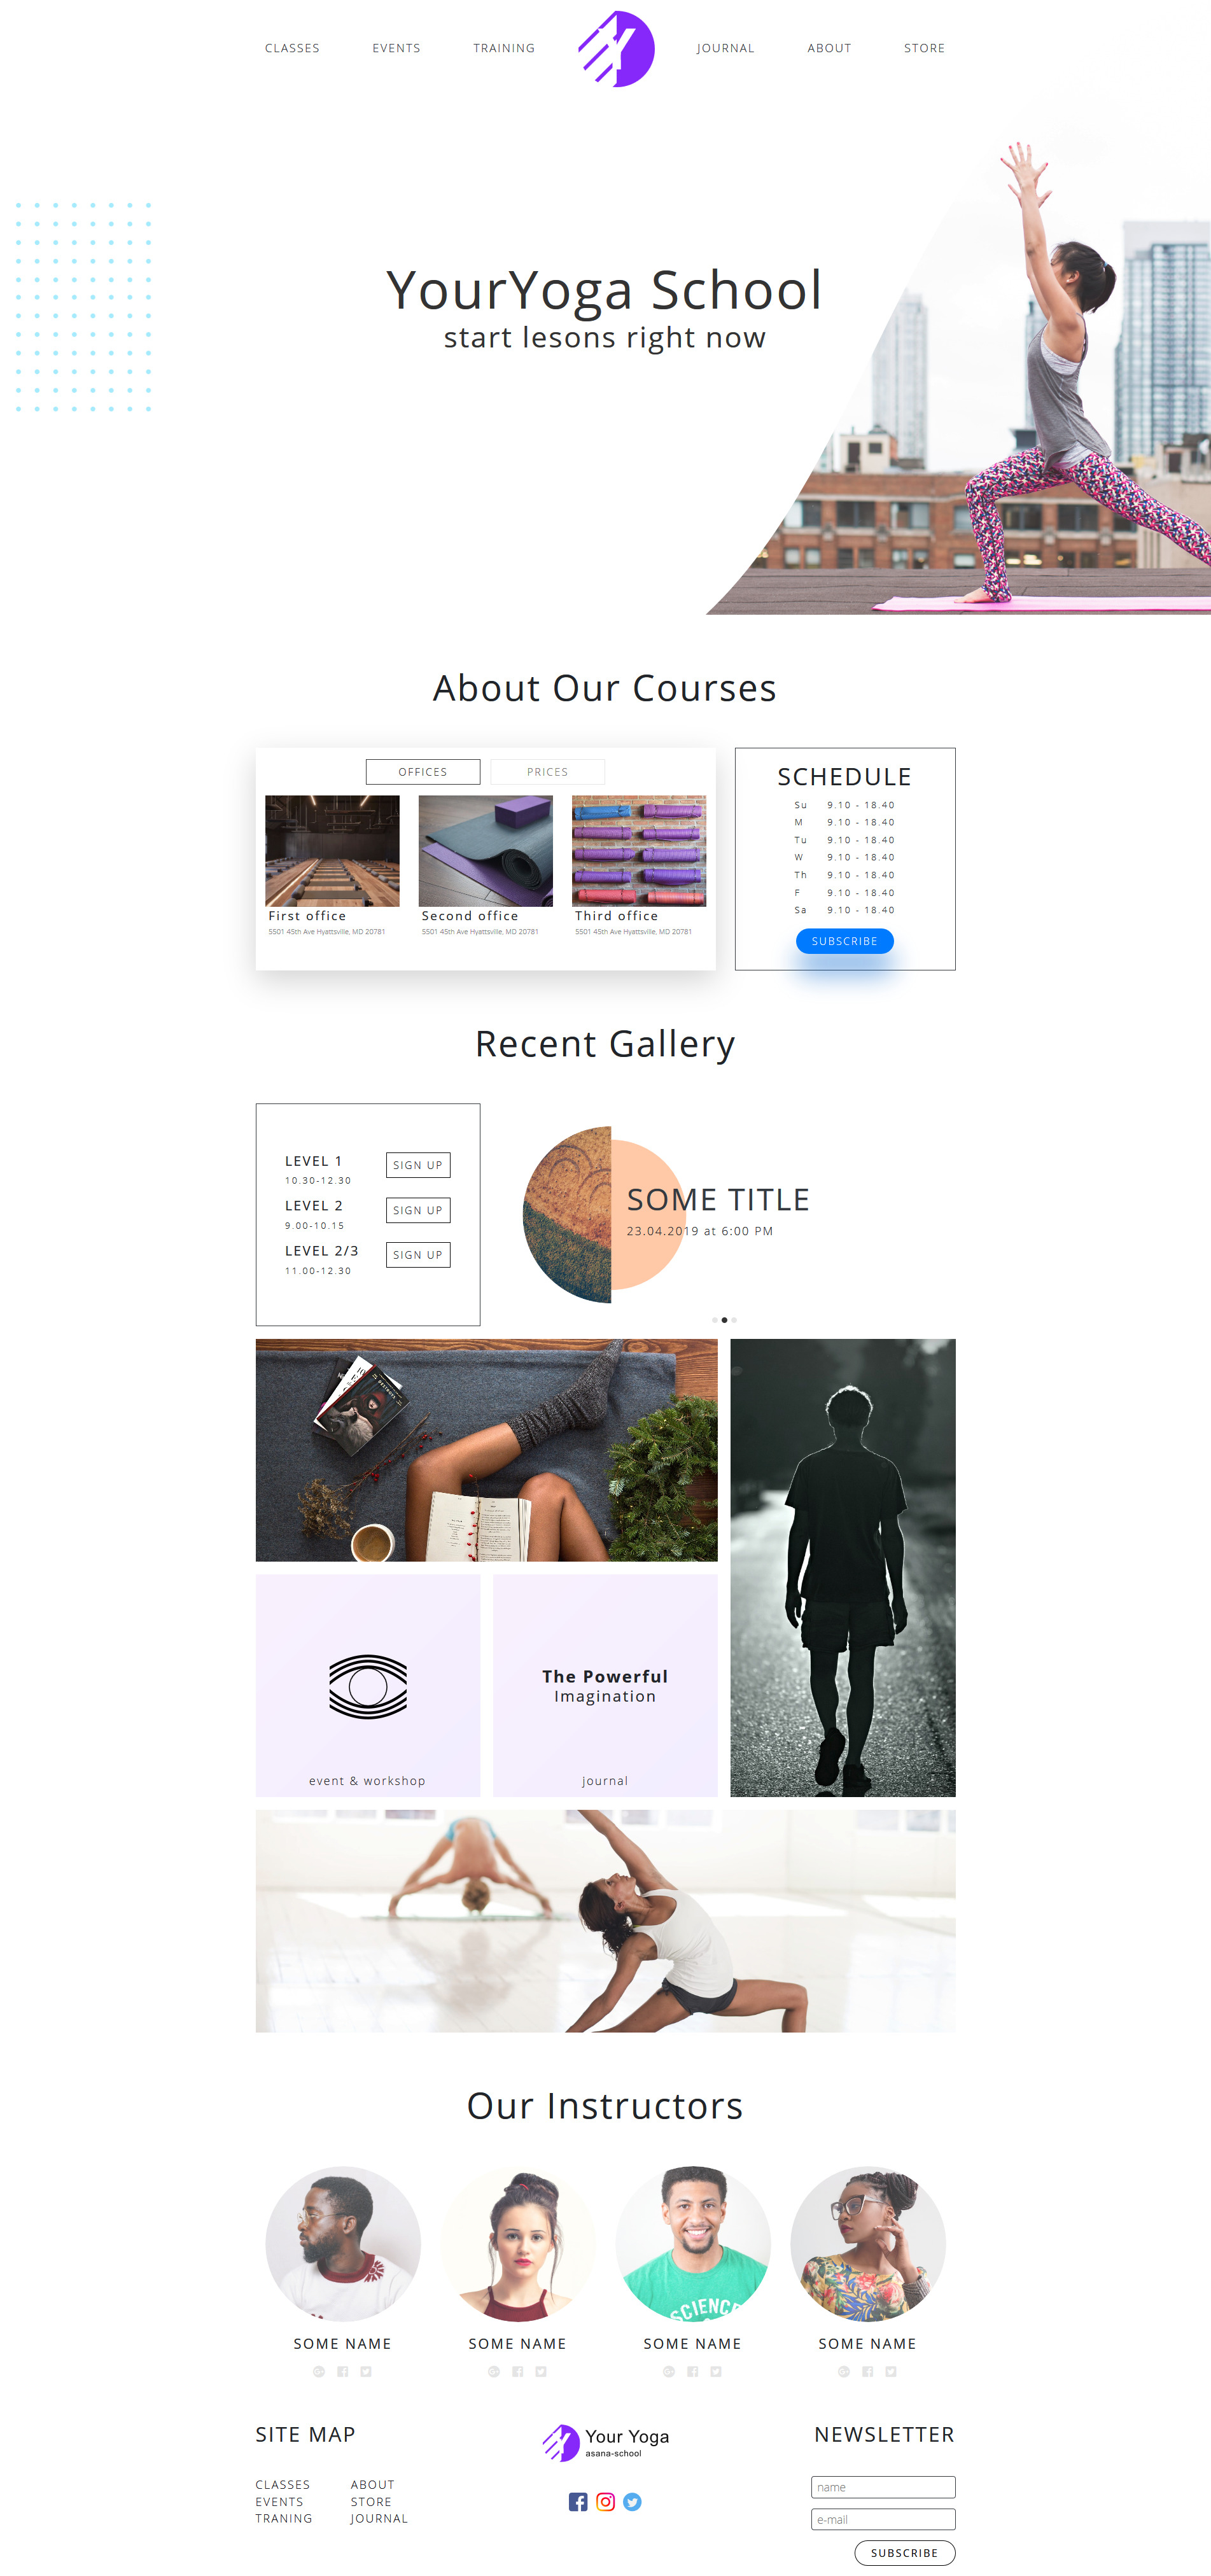 CLASSES EVENTS TRAINING Y JOURNAL ABOUT STORE
YourYoga School
start lesons right now
About Our Courses
OFFICES PRICES
First office
5501 45th Ave Hyattsville, MD 20781
Second office
5501 45th Ave Hyattsville, MD 20781
Third office
5501 45th Ave Hyattsville, MD 20781
SCHEDULE
Su 9.10 - 18.40
M 9.10 - 18.40
Tu 9.10 - 18.40
W 9.10 - 18.40
Th 9.10 - 18.40
F 9.10 - 18.40
Sa 9.10 - 18.40
SUBSCRIBE
Recent Gallery
LEVEL 1 SIGN UP
10.30-12.30
LEVEL 2 SIGN UP
9.00-10.15
LEVEL 2/3 SIGN UP
11.00-12.30
SOME TITLE
23.04.2019 at 6:00 PM
event & workshop
The Powerful
Imagination
journal
Our Instructors
SCIENCE
SOME NAME
SOME NAME
SOME NAME
SOME NAME
SITE MAP
CLASSES ABOUT
EVENTS STORE
TRANING JOURNAL
Your Yoga
asana-school
NEWSLETTER
name
e-mail
SUBSCRIBE